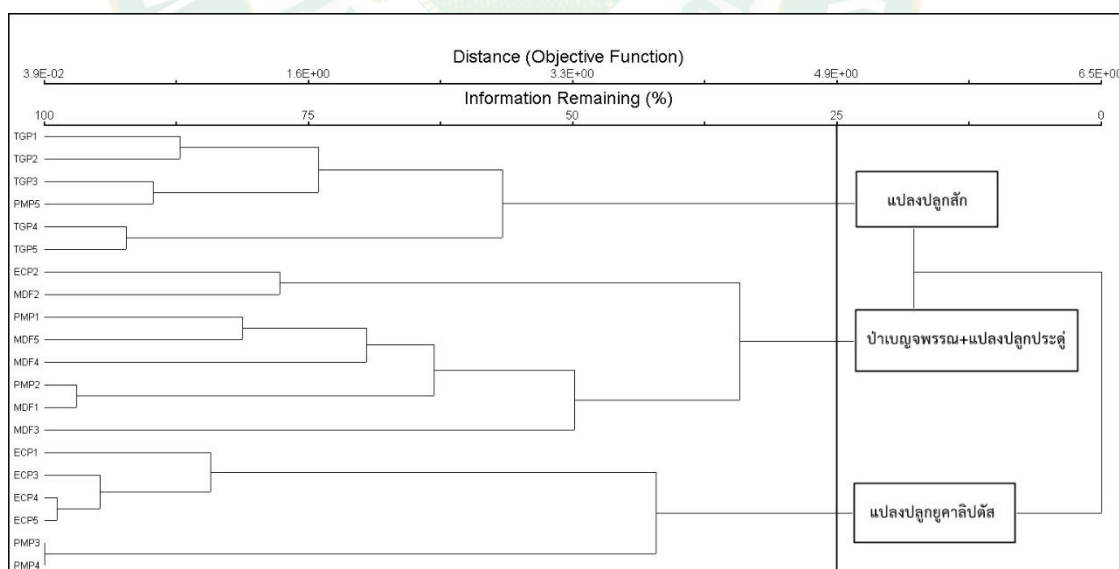 Distance (Objective Function)
3.9E-02 1.6E+00 3.3E+00 4.9E+00 6.5E+00
Information Remaining (%)
100 75 50 25 0
TGP1
TGP2
TGP3
PMP5
TGP4
TGP5
ECP2
MDF2
PMP1
MDF5
MDF4
PMP2
MDF1
MDF3
ECP1
ECP3
ECP4
ECP5
PMP3
PMP4
แปลงปลูกสัก
ป่าเบญจพรรณ+แปลงปลูกประดู่
แปลงปลูกยูคาลิปตัส